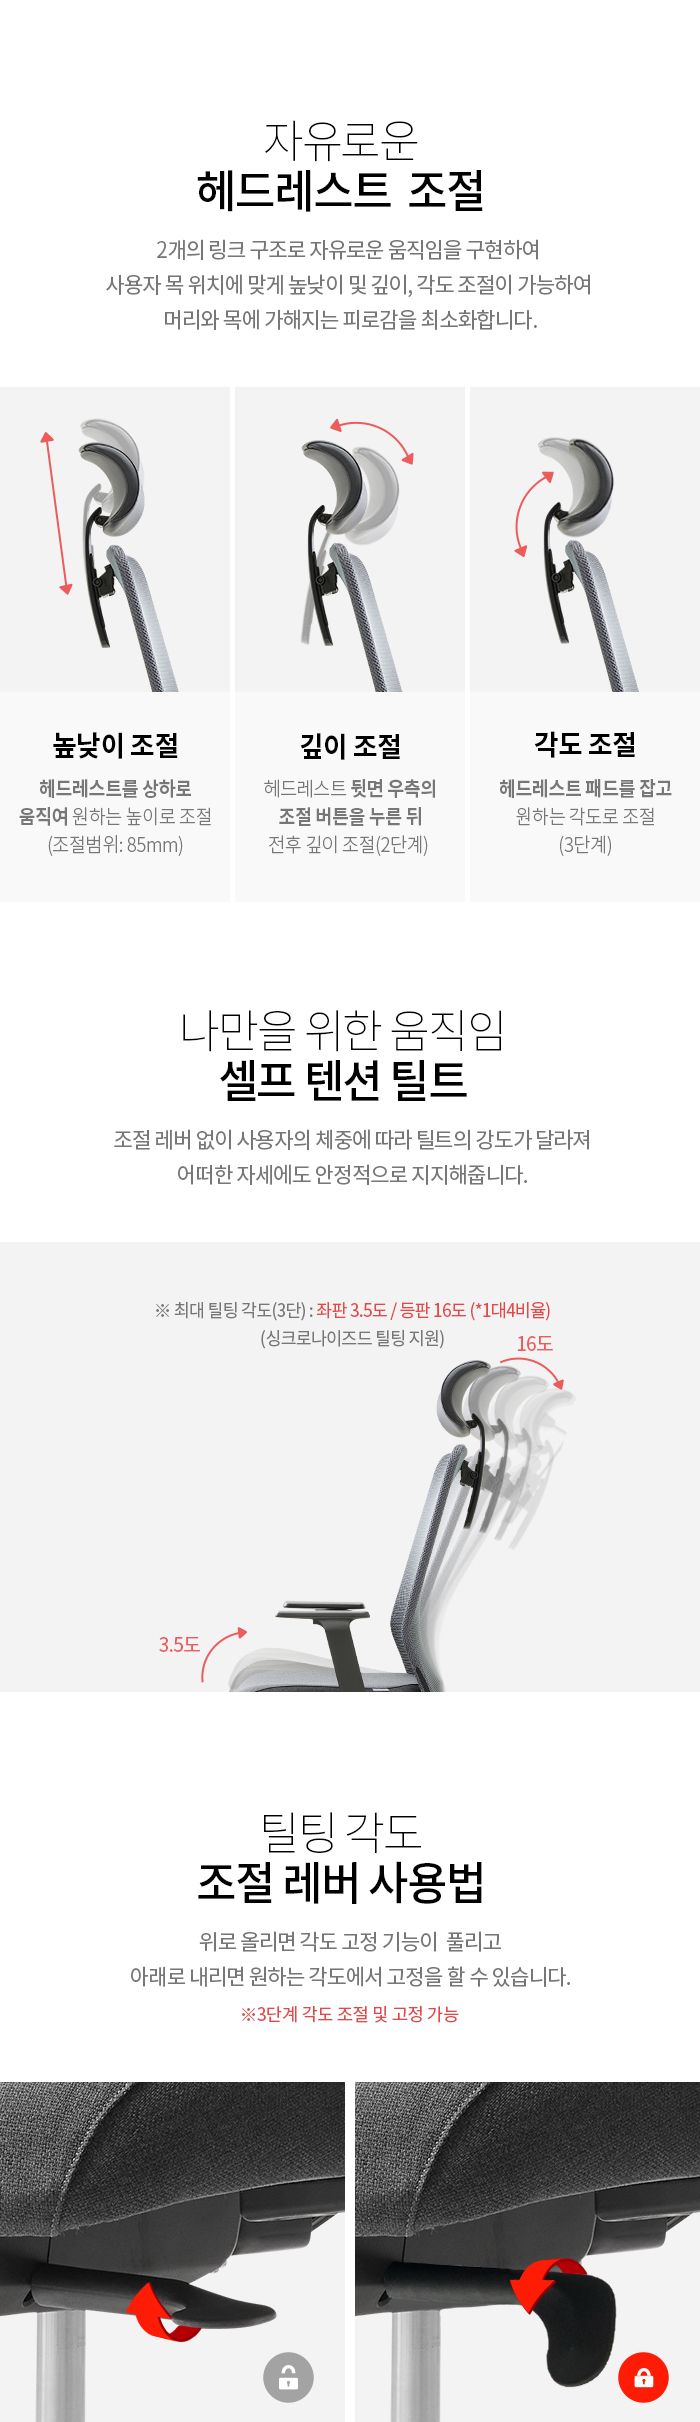 자유로운
헤드레스트 조절
2개의 링크 구조로 자유로운 움직임을 구현하여
사용자 목 위치에 맞게 높낮이 및 깊이, 각도 조절이 가능하여
머리와 목에 가해지는 피로감을 최소화합니다.
높낮이 조절
헤드레스트를 상하로
움직여 원하는 높이로 조절
(조절범위: 85mm)
깊이 조절
헤드레스트 뒷면 우측의
조절 버튼을 누른 뒤
전후 깊이 조절(2단계)
각도 조절
헤드레스트 패드를 잡고
원하는 각도로 조절
(3단계)
나만을 위한 움직임
셀프 텐션 틸트
조절 레버 없이 사용자의 체중에 따라 틸트의 강도가 달라져
어떠한 자세에도 안정적으로 지지해줍니다.
※ 최대 틸팅 각도(3단) : 좌판 3.5도 / 등판 16도 (*1대4비율)
(싱크로나이즈드 틸팅 지원)
16도
3.5도
틸팅 각도
조절 레버 사용법
위로 올리면 각도 고정 기능이 풀리고
아래로 내리면 원하는 각도에서 고정을 할 수 있습니다.
※3단계 각도 조절 및 고정 가능